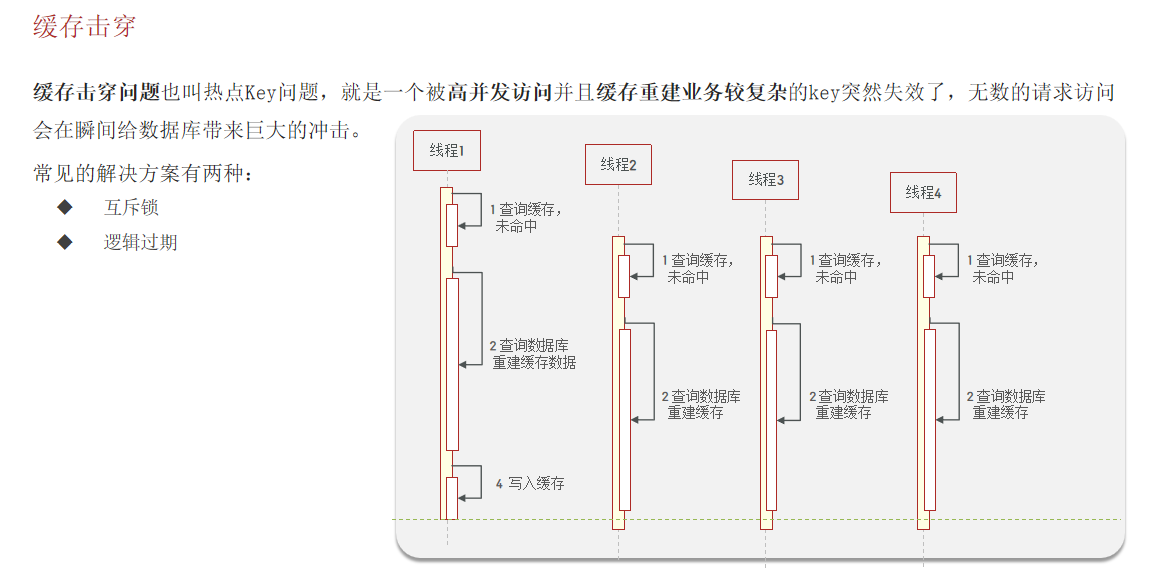 缓存击穿
缓存击穿问题也叫热点Key问题，就是一个被高并发访问并且缓存重建业务较复杂的key突然失效了，无数的请求访问
会在瞬间给数据库带来巨大的冲击。
常见的解决方案有两种：
◆ 互斥锁
◆ 逻辑过期
线程1
1 查询缓存，
未命中
2 查询数据库
重建缓存数据
4 写入缓存
线程2
1 查询缓存，
未命中
2 查询数据库
重建缓存
线程3
1 查询缓存，
未命中
2 查询数据库
重建缓存
线程4
1 查询缓存，
未命中
2 查询数据库
重建缓存